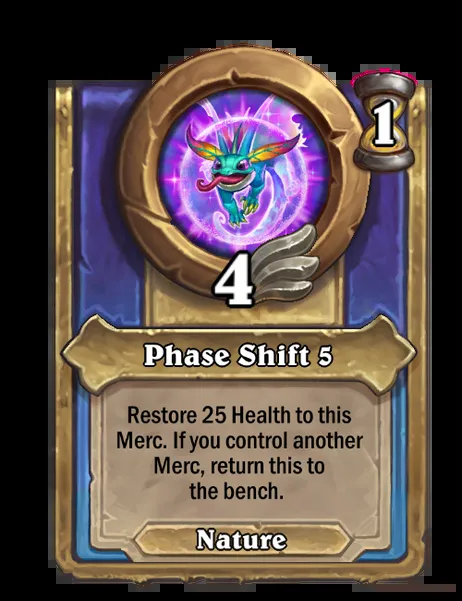 1
4
Phase Shift 5
Restore 25 Health to this
Merc. If you control another
Merc, return this to
the bench.
Nature